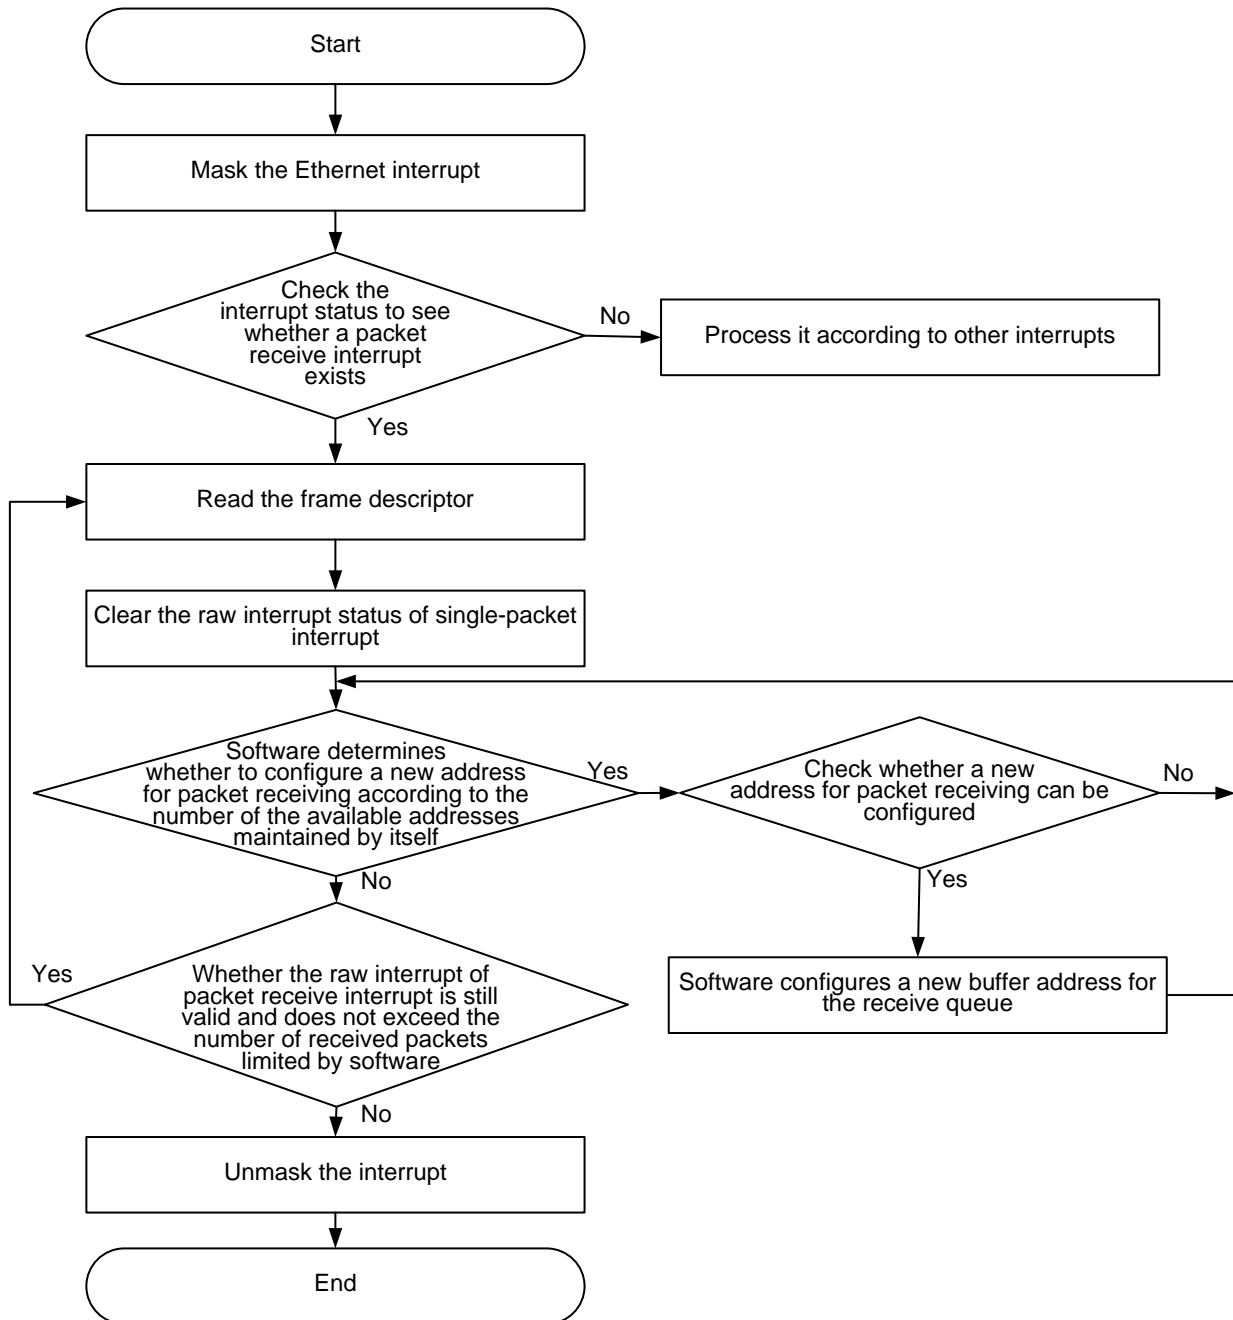 Start
Mask the Ethernet interrupt
Check the
interrupt status to see
whether a packet
receive interrupt
exists
No
Process it according to other interrupts
Yes
Read the frame descriptor
Clear the raw interrupt status of single-packet
interrupt
Software determines
whether to configure a new address
for packet receiving according to the
number of the available addresses
maintained by itself
Yes
Check whether a new
address for packet receiving can be
configured
No
No
Yes
Yes
Whether the raw interrupt of
packet receive interrupt is still
valid and does not exceed the
number of received packets
limited by software
Software configures a new buffer address for
the receive queue
No
Unmask the interrupt
End